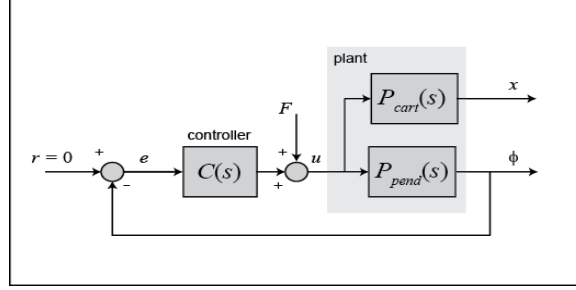 plant
x
P_cart(s)
F
controller
r = 0
+
-
e
C(s)
+
+
u
P_pend(s)
ϕ